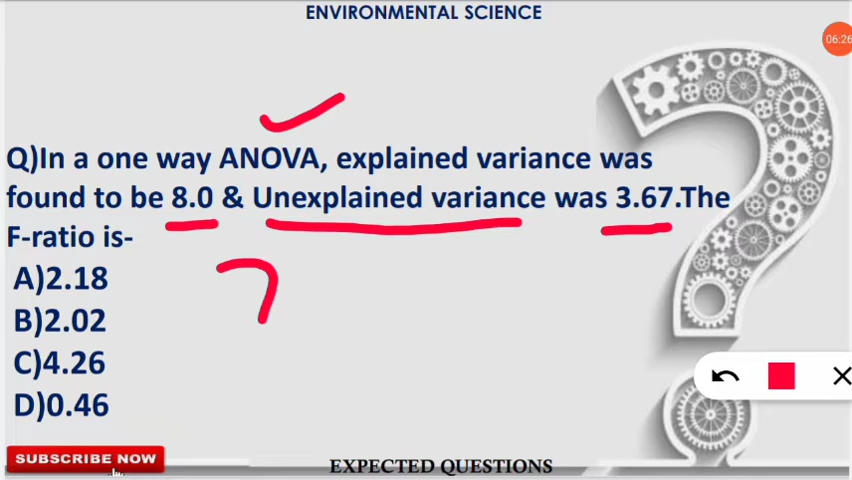 ENVIRONMENTAL SCIENCE
06:26
Q)In a one way ANOVA, explained variance was
found to be 8.0 & Unexplained variance was 3.67.The
F-ratio is-
A)2.18
B)2.02
C)4.26
D)0.46
SUBSCRIBE NOW
EXPECTED QUESTIONS